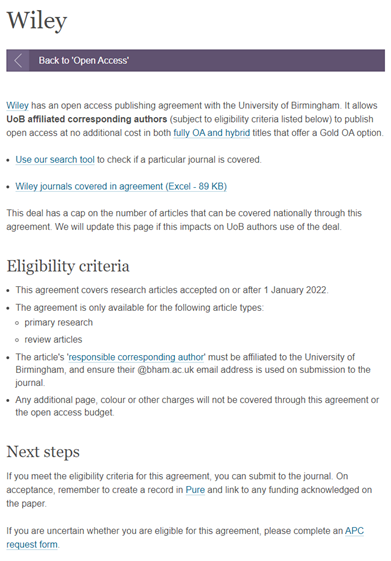 Wiley
Back to 'Open Access'
Wiley has an open access publishing agreement with the University of Birmingham. It allows
UoB affiliated corresponding authors (subject to eligibility criteria listed below) to publish
open access at no additional cost in both fully OA and hybrid titles that offer a Gold OA option.
• Use our search tool to check if a particular journal is covered.
• Wiley journals covered in agreement (Excel - 89 KB)
This deal has a cap on the number of articles that can be covered nationally through this
agreement. We will update this page if this impacts on UoB authors use of the deal.
Eligibility criteria
• This agreement covers research articles accepted on or after 1 January 2022.
• The agreement is only available for the following article types:
◦ primary research
◦ review articles
• The article's 'responsible corresponding author' must be affiliated to the University of
Birmingham, and ensure their @bham.ac.uk email address is used on submission to the
journal.
• Any additional page, colour or other charges will not be covered through this agreement or
the open access budget.
Next steps
If you meet the eligibility criteria for this agreement, you can submit to the journal. On
acceptance, remember to create a record in Pure and link to any funding acknowledged on
the paper.
If you are uncertain whether you are eligible for this agreement, please complete an APC
request form.